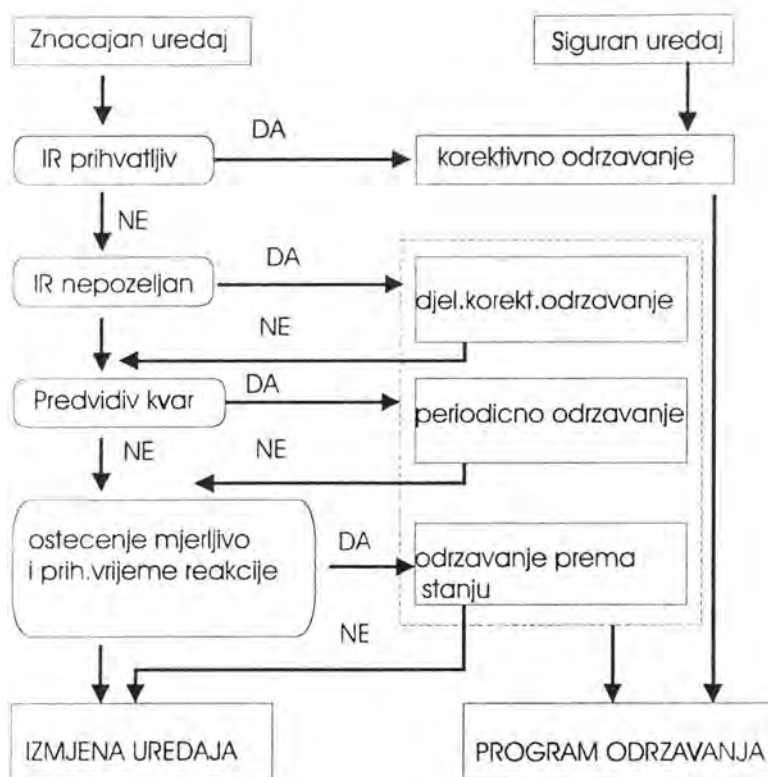 Znacajan uredaj
Siguran uredaj
DA
IR prihvatljiv
korektivno odrzavanje
NE
DA
IR nepozeljan
djel.korekt.odrzavanje
NE
DA
Predvidiv kvar
periodicno odrzavanje
NE
NE
ostecenje mjerljivo
i prih.vrijeme reakcije
DA
odrzavanje prema
stanju
NE
IZMJENA UREDAJA
PROGRAM ODRZAVANJA